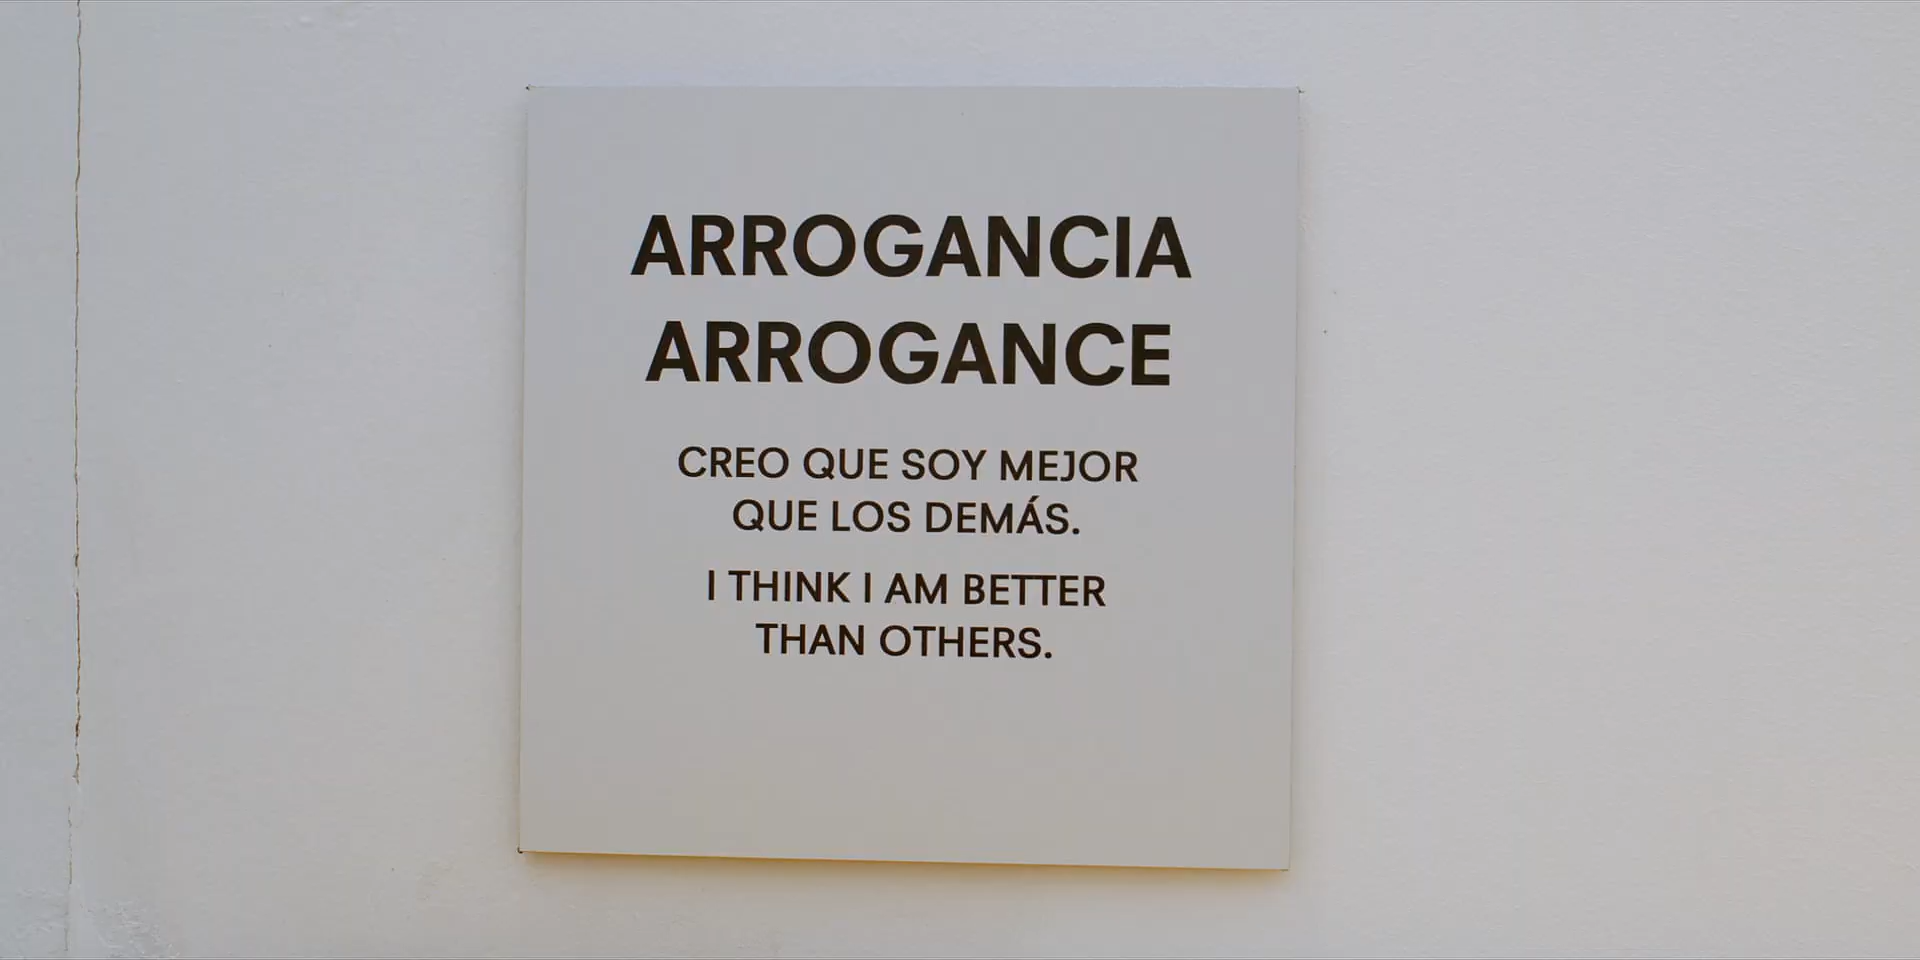 ARROGANCIA
ARROGANCE
CREO QUE SOY MEJOR
QUE LOS DEMÁS.
I THINK I AM BETTER
THAN OTHERS.